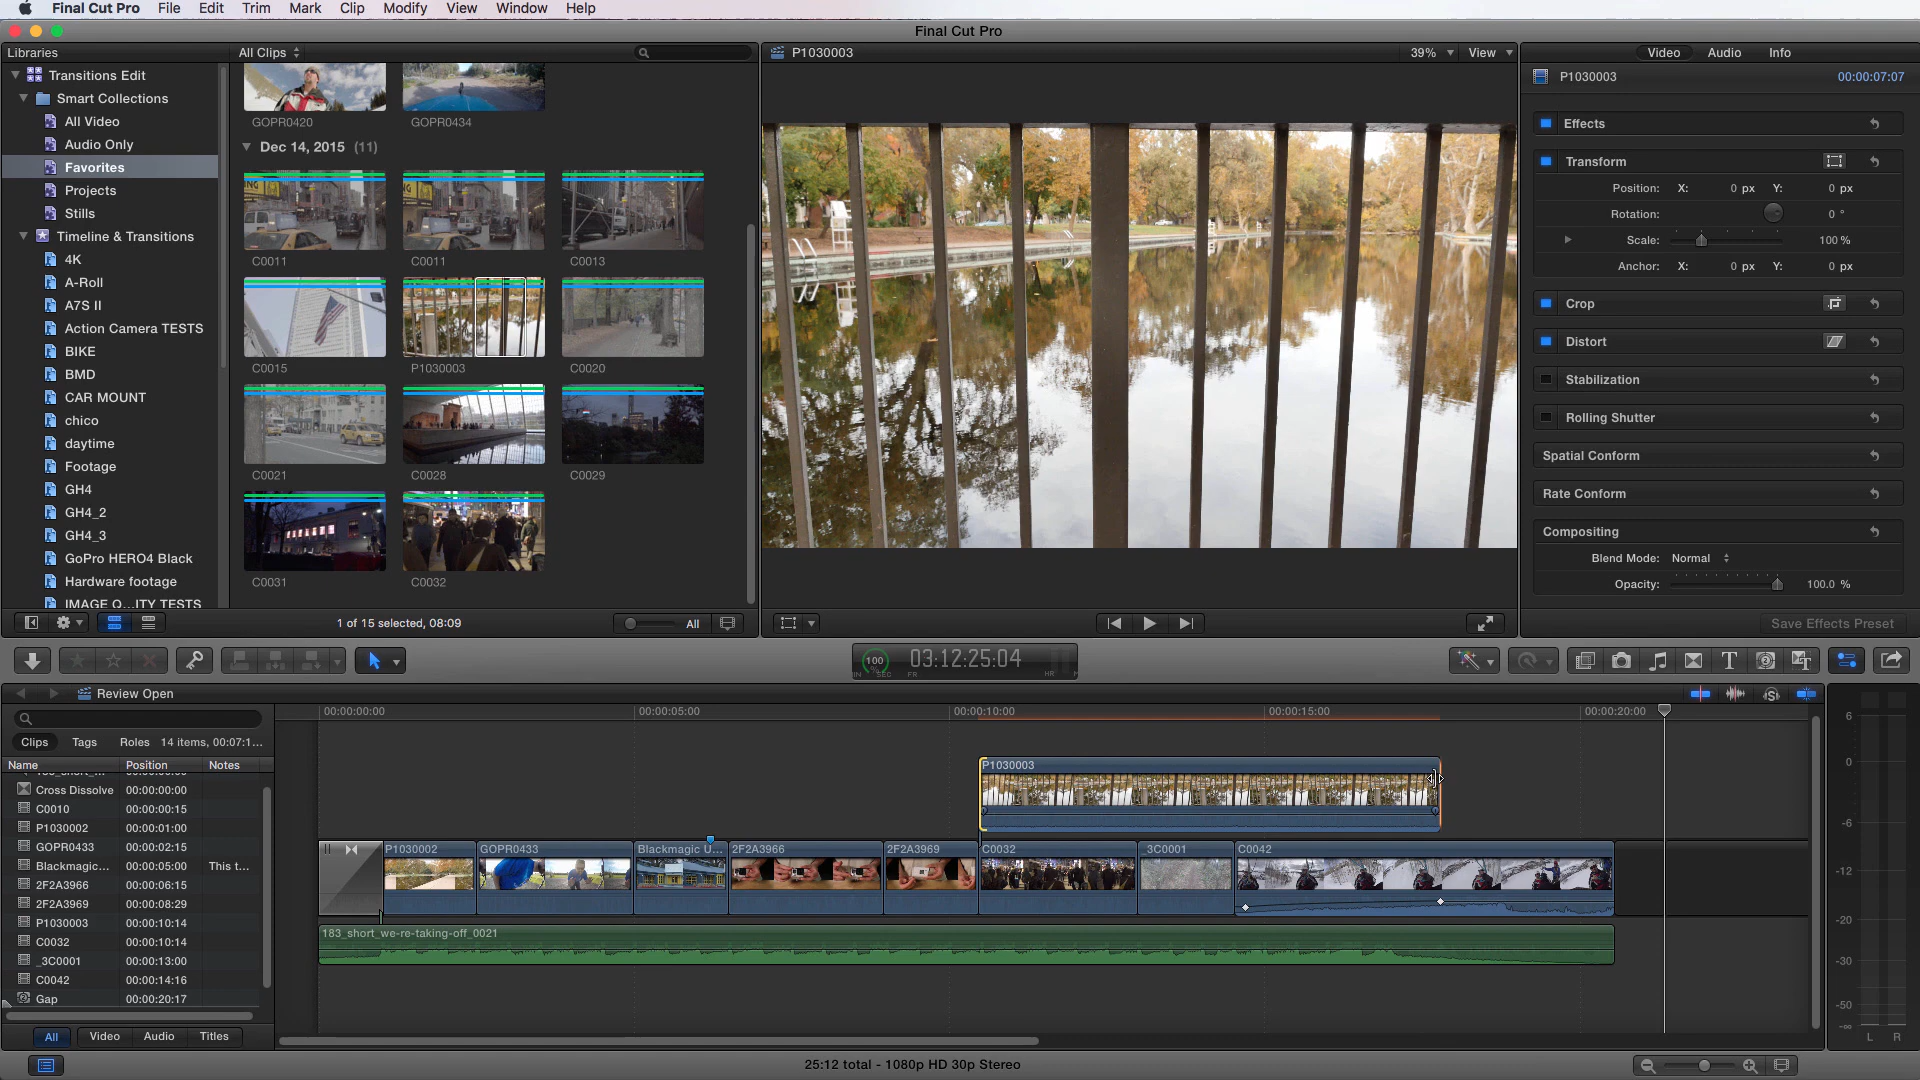 Final Cut Pro File Edit Trim Mark Clip Modify View Window Help
Final Cut Pro
Libraries
Transitions Edit
Smart Collections
All Video
Audio Only
Favorites
Projects
Stills
Timeline & Transitions
4K
A-Roll
A7S II
Action Camera TESTS
BIKE
BMD
CAR MOUNT
chico
daytime
Footage
GH4
GH4_2
GH4_3
GoPro HERO4 Black
Hardware footage
IMAGE Q...ITY TESTS
All Clips
GOPR0420 GOPR0434
Dec 14, 2015 (11)
C0011 C0011 C0013
C0015 P1030003 C0020
C0021 C0028 C0029
C0031 C0032
1 of 15 selected, 08:09 All
P1030003 39% View
Video Audio Info
P1030003 00:00:07:07
Effects
Transform
Position: X: 0 px Y: 0 px
Rotation: 0 °
Scale: 100 %
Anchor: X: 0 px Y: 0 px
Crop
Distort
Stabilization
Rolling Shutter
Spatial Conform
Rate Conform
Compositing
Blend Mode: Normal
Opacity: 100.0 %
Save Effects Preset
100 03:12:25:04
IN SEC FR HR
Review Open
Clips Tags Roles 14 items, 00:07:1...
Name Position Notes
Cross Dissolve 00:00:00:00
C0010 00:00:00:15
P1030002 00:00:01:00
GOPR0433 00:00:02:15
Blackmagic... 00:00:05:00 This t...
2F2A3966 00:00:06:15
2F2A3969 00:00:08:29
P1030003 00:00:10:14
C0032 00:00:10:14
_3C0001 00:00:13:00
C0042 00:00:14:16
Gap 00:00:20:17
All Video Audio Titles
00:00:00:00 00:00:05:00 00:00:10:00 00:00:15:00 00:00:20:00
P1030003
P1030002 GOPR0433 Blackmagic U... 2F2A3966 2F2A3969 C0032 _3C0001 C0042
183_short_we-re-taking-off_0021
6
0
-6
-12
-20
-30
-50
-∞
L R
25:12 total - 1080p HD 30p Stereo